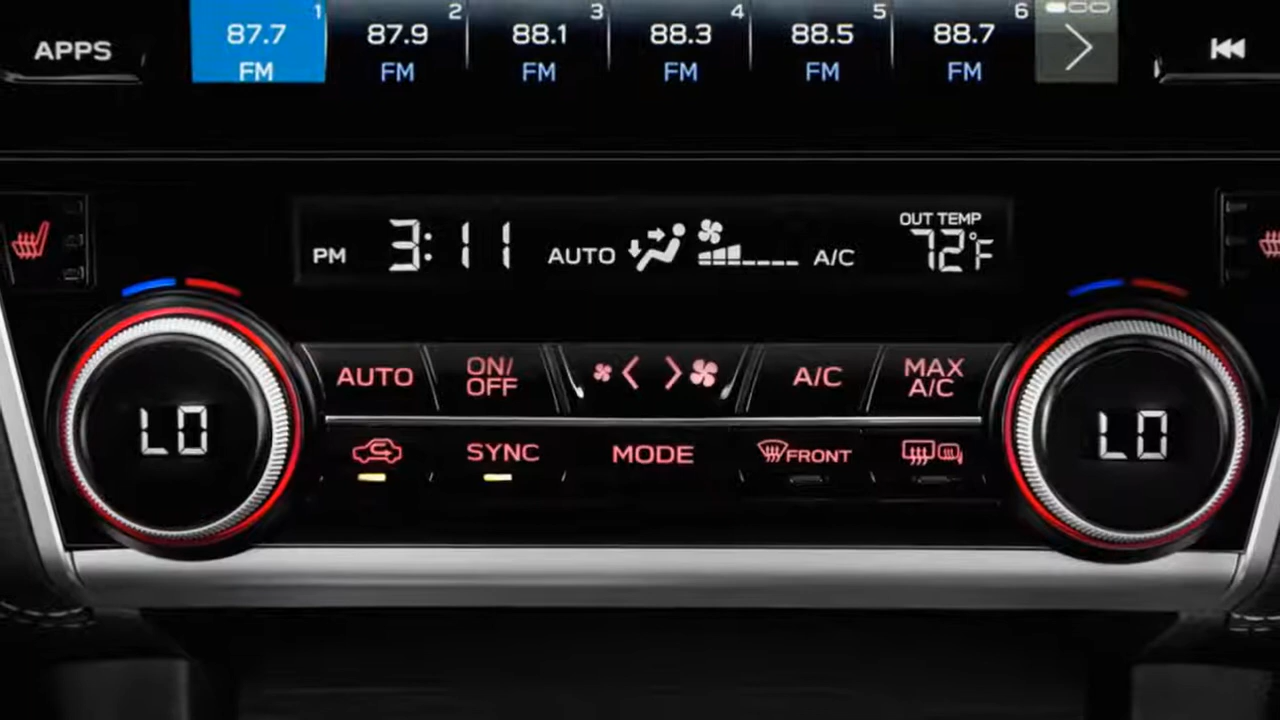 1 2 3 4 5 6
87.7 87.9 88.1 88.3 88.5 88.7
APPS
FM FM FM FM FM FM
OUT TEMP
PM 3:11 AUTO A/C 72°F
AUTO ON/OFF A/C MAX A/C
LO LO
SYNC MODE FRONT